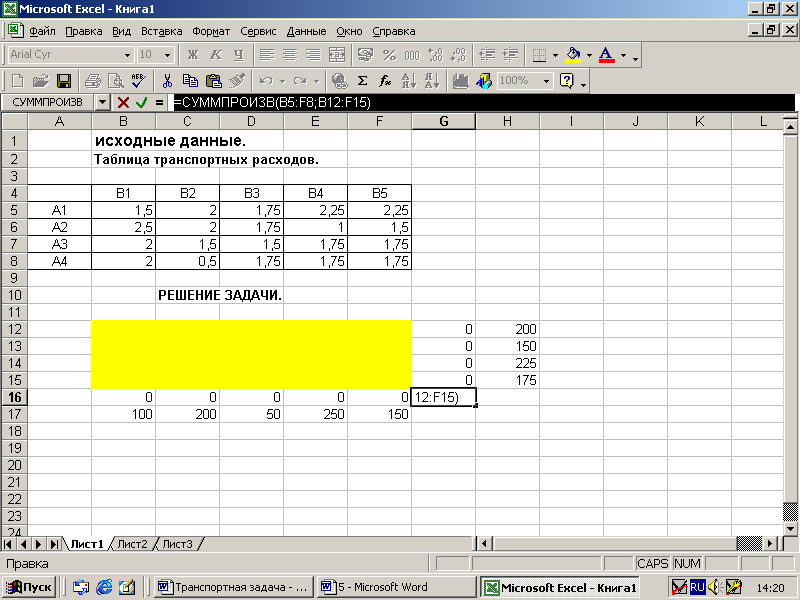 Microsoft Excel - Книга1
Файл Правка Вид Вставка Формат Сервис Данные Окно Справка
Arial Cyr 10 Ж К Ч % 000
100%
СУММПРОИЗВ =СУММПРОИЗВ(B5:F8;B12:F15)
A B C D E F G H I J K L
1 исходные данные.
2 Таблица транспортных расходов.
3
4 B1 B2 B3 B4 B5
5 A1 1,5 2 1,75 2,25 2,25
6 A2 2,5 2 1,75 1 1,5
7 A3 2 1,5 1,5 1,75 1,75
8 A4 2 0,5 1,75 1,75 1,75
9
10 РЕШЕНИЕ ЗАДАЧИ.
11
12 0 200
13 0 150
14 0 225
15 0 175
16 0 0 0 0 0 12:F15)
17 100 200 50 250 150
18
19
20
21
22
23
24
Лист1 Лист2 Лист3
Правка CAPS NUM
Пуск Транспортная задача - ... 5 - Microsoft Word Microsoft Excel - Книга1 RU 14:20